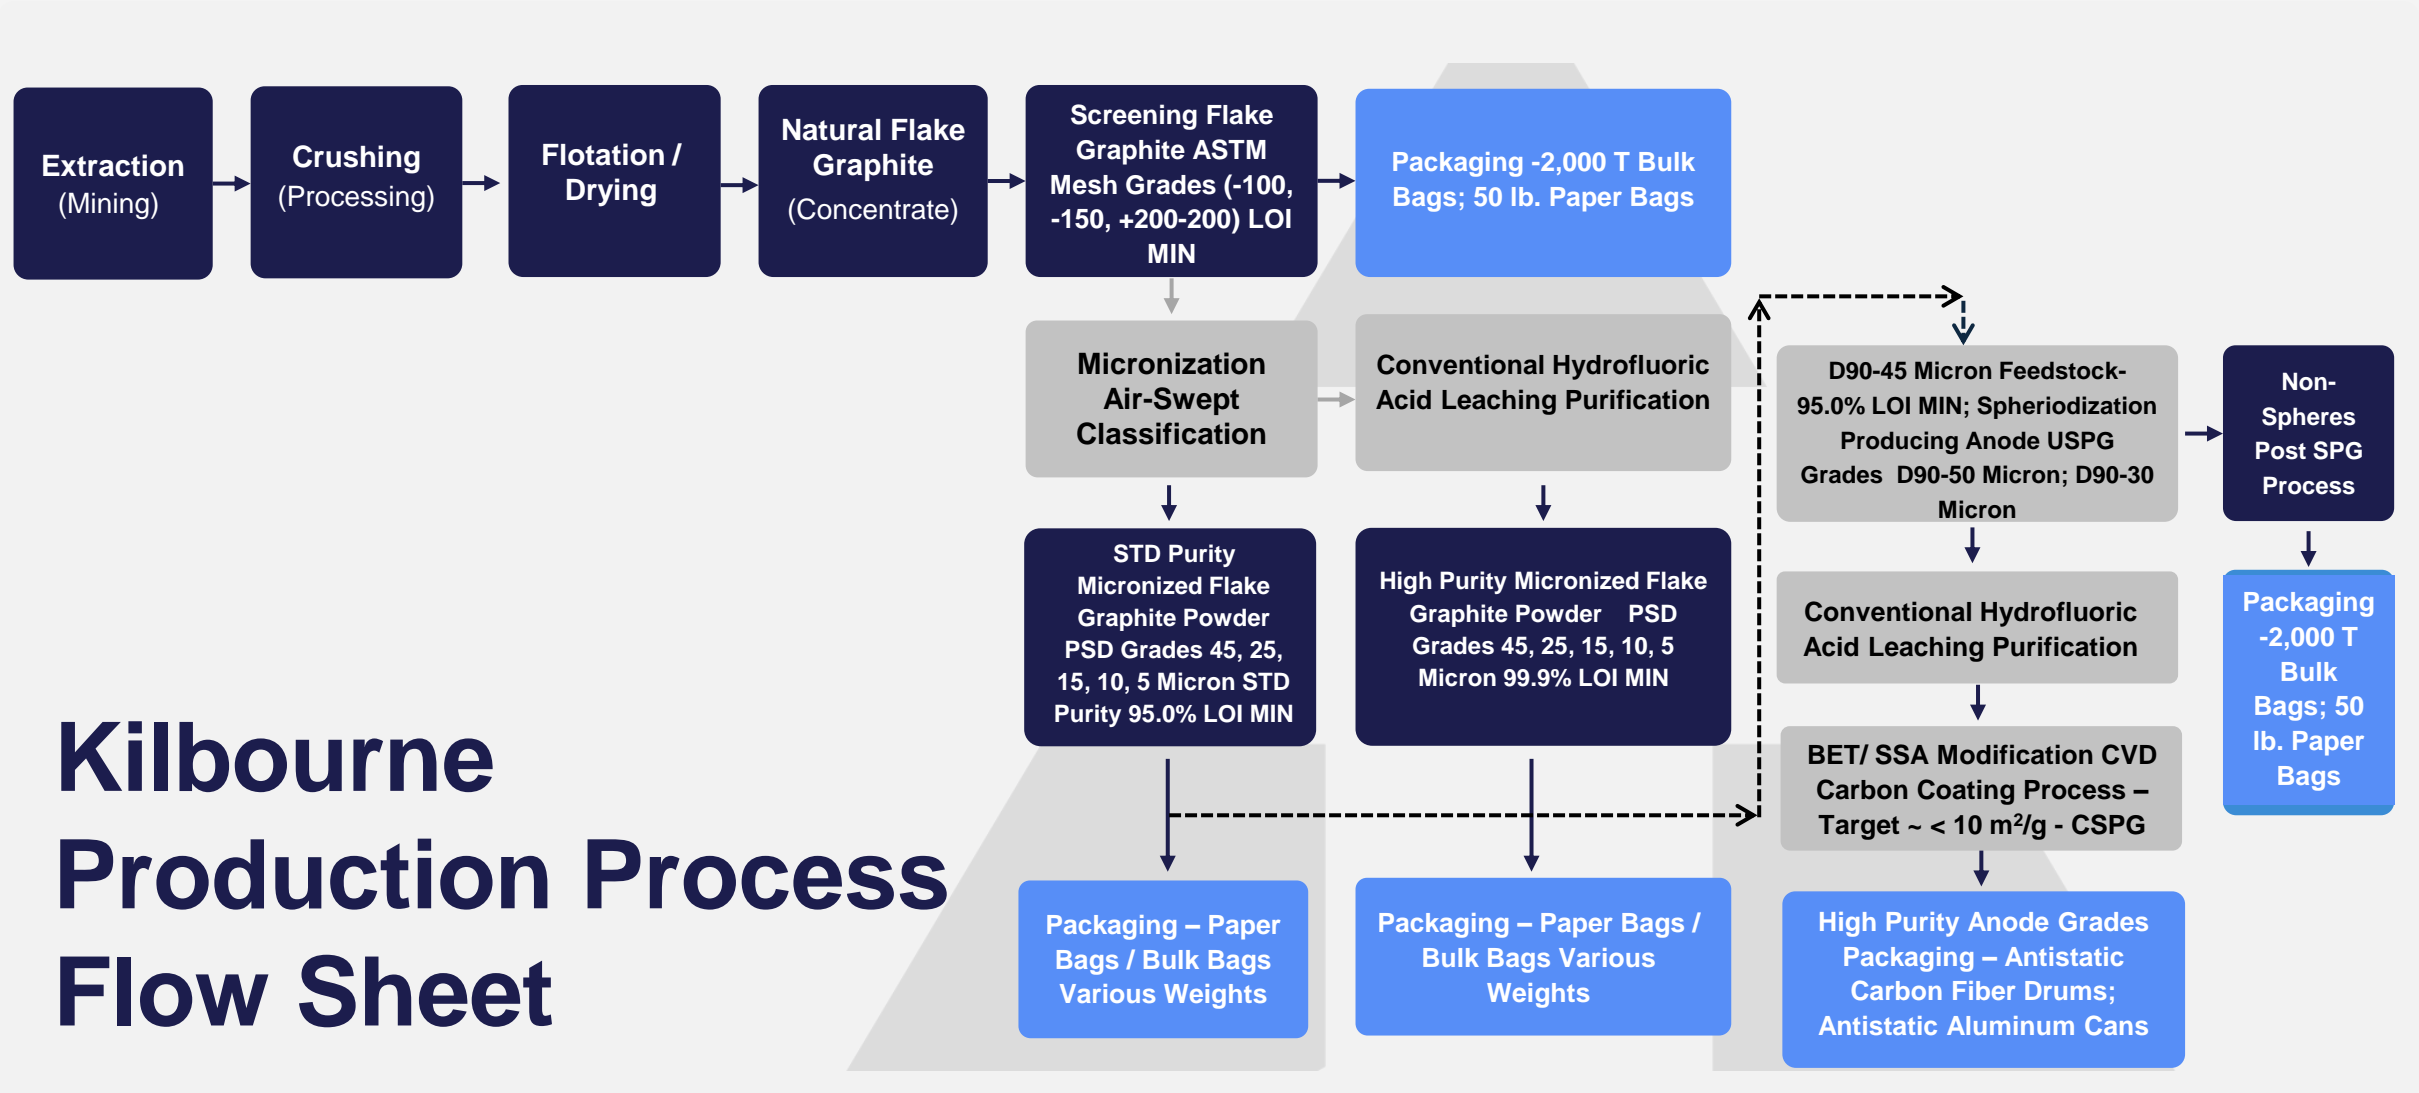 Extraction
(Mining)
Crushing
(Processing)
Flotation /
Drying
Natural Flake
Graphite
(Concentrate)
Screening Flake
Graphite ASTM
Mesh Grades (-100,
-150, +200-200) LOI
MIN
Packaging -2,000 T Bulk
Bags; 50 lb. Paper Bags
Micronization
Air-Swept
Classification
Conventional Hydrofluoric
Acid Leaching Purification
D90-45 Micron Feedstock-
95.0% LOI MIN; Spheriodization
Producing Anode USPG
Grades D90-50 Micron; D90-30
Micron
Non-
Spheres
Post SPG
Process
STD Purity
Micronized Flake
Graphite Powder
PSD Grades 45, 25,
15, 10, 5 Micron STD
Purity 95.0% LOI MIN
High Purity Micronized Flake
Graphite Powder PSD
Grades 45, 25, 15, 10, 5
Micron 99.9% LOI MIN
Conventional Hydrofluoric
Acid Leaching Purification
Packaging
-2,000 T
Bulk
Bags; 50
lb. Paper
Bags
BET/ SSA Modification CVD
Carbon Coating Process –
Target ~ < 10 m²/g - CSPG
Packaging – Paper
Bags / Bulk Bags
Various Weights
Packaging – Paper Bags /
Bulk Bags Various
Weights
High Purity Anode Grades
Packaging – Antistatic
Carbon Fiber Drums;
Antistatic Aluminum Cans
Kilbourne
Production Process
Flow Sheet